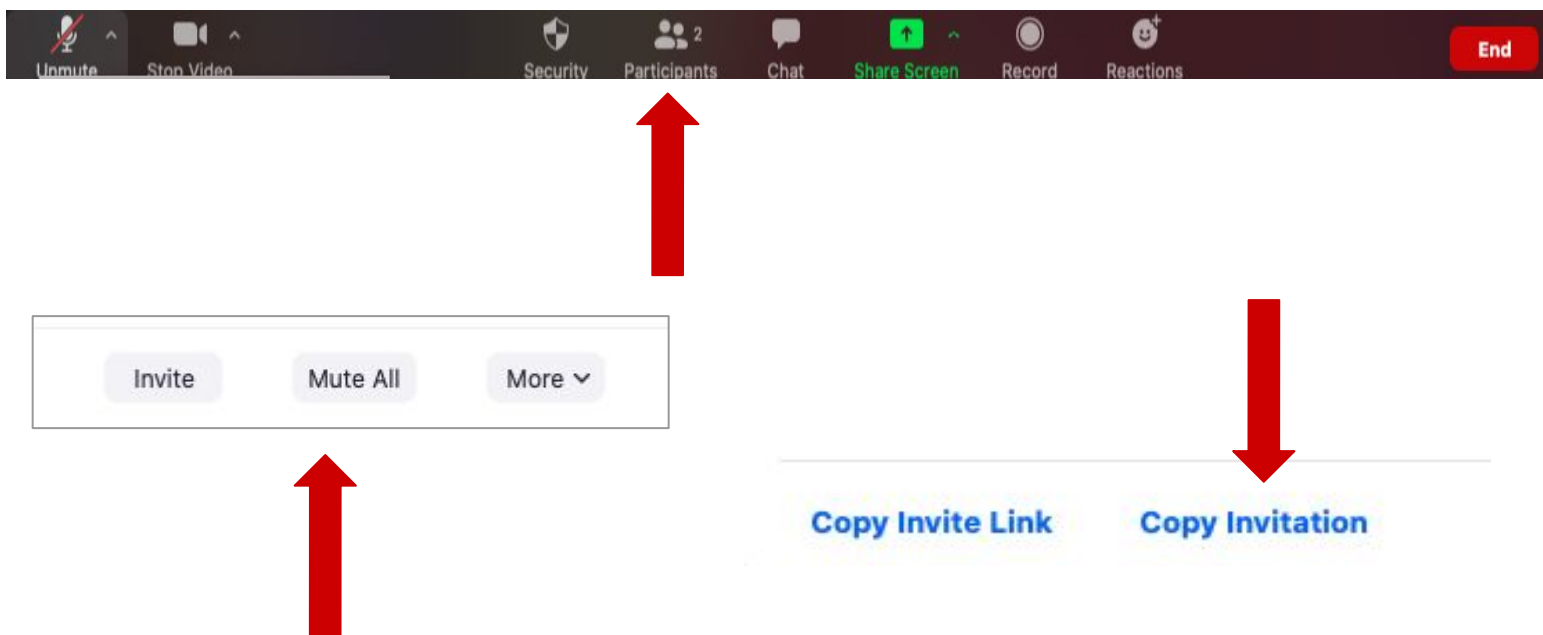 2
End
Unmute Stop Video Security Participants Chat Share Screen Record Reactions
Invite Mute All More
Copy Invite Link Copy Invitation